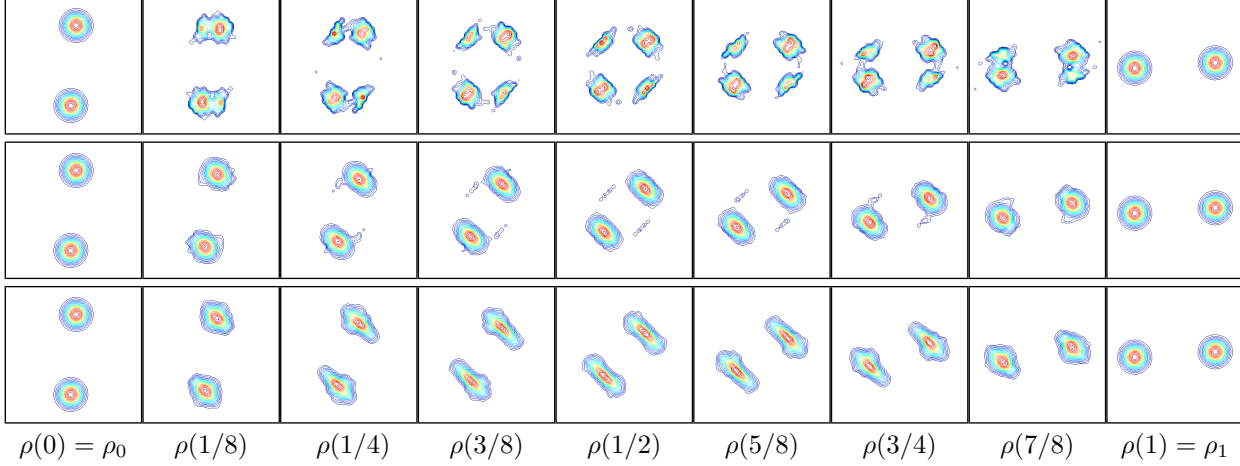 ρ(0) = ρ₀ ρ(1/8) ρ(1/4) ρ(3/8) ρ(1/2) ρ(5/8) ρ(3/4) ρ(7/8) ρ(1) = ρ₁